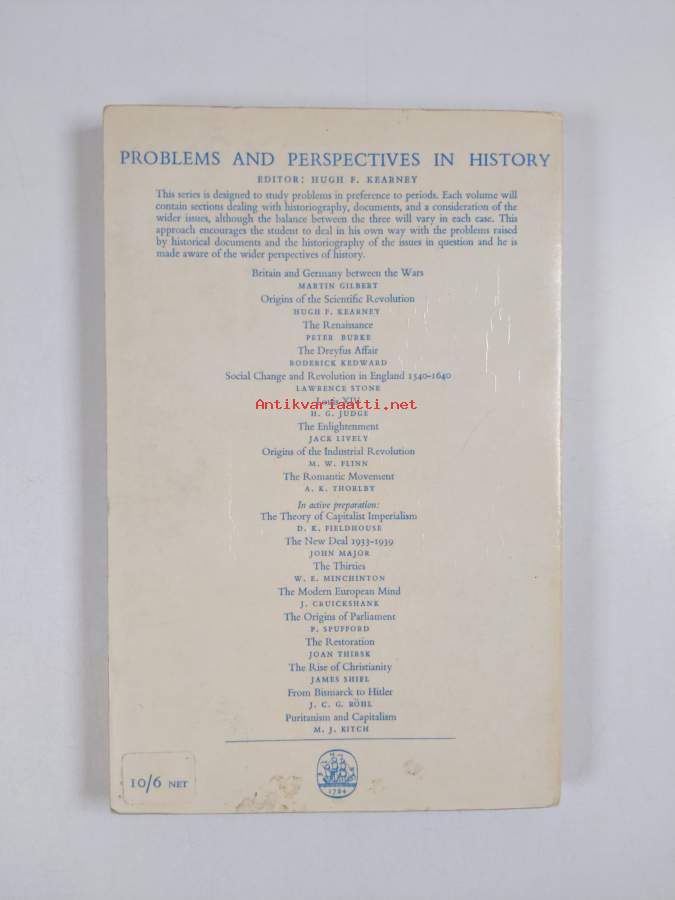 PROBLEMS AND PERSPECTIVES IN HISTORY
EDITOR: HUGH F. KEARNEY
This series is designed to study problems in preference to periods. Each volume will
contain sections dealing with historiography, documents, and a consideration of the
wider issues, although the balance between the three will vary in each case. This
approach encourages the student to deal in his own way with the problems raised
by historical documents and the historiography of the issues in question and he is
made aware of the wider perspectives of history.
Britain and Germany between the Wars
MARTIN GILBERT
Origins of the Scientific Revolution
HUGH F. KEARNEY
The Renaissance
PETER BURKE
The Dreyfus Affair
RODERICK KEDWARD
Social Change and Revolution in England 1540-1640
LAWRENCE STONE
Louis XIV
Antikvariaatti.net
H. G. JUDGE
The Enlightenment
JACK LIVELY
Origins of the Industrial Revolution
M. W. FLINN
The Romantic Movement
A. K. THORLBY
In active preparation:
The Theory of Capitalist Imperialism
D. K. FIELDHOUSE
The New Deal 1933-1939
JOHN MAJOR
The Thirties
W. E. MINCHINTON
The Modern European Mind
J. CRUICKSHANK
The Origins of Parliament
P. SPUFFORD
The Restoration
JOAN THIRSK
The Rise of Christianity
JAMES SHIEL
From Bismarck to Hitler
J. C. G. RÖHL
Puritanism and Capitalism
M. J. KITCH
10/6 NET
1724